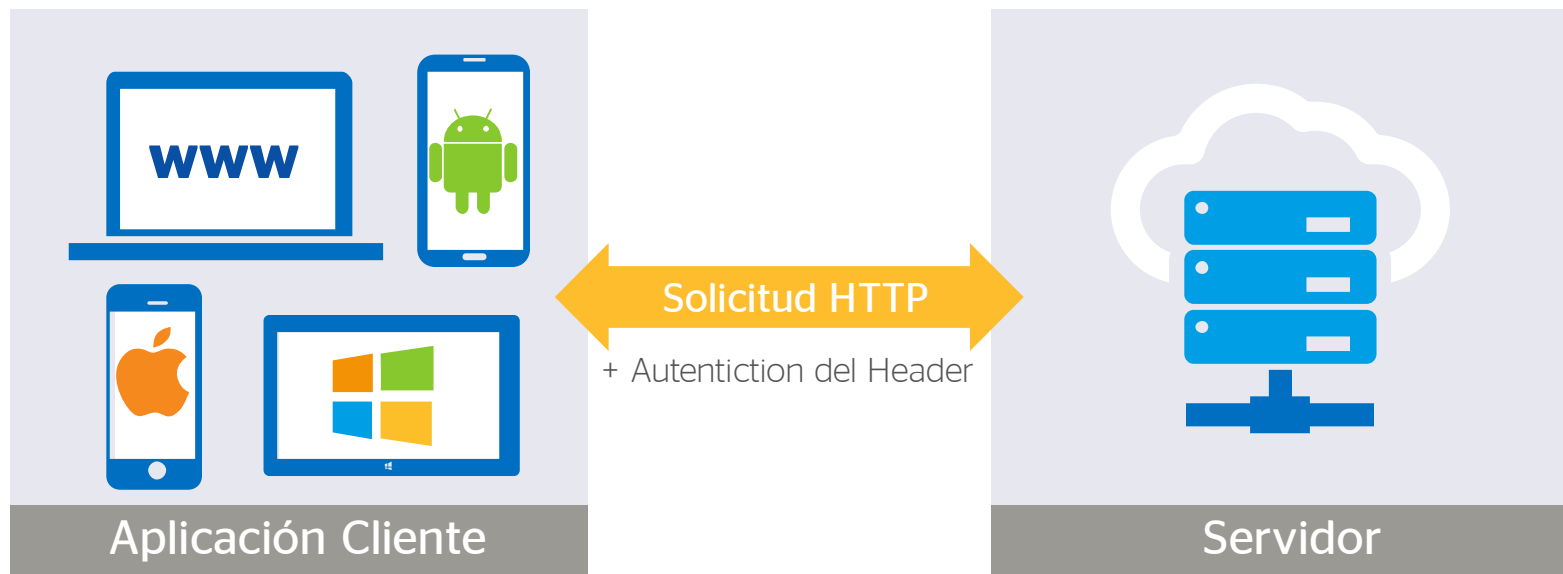 www
Solicitud HTTP
+ Autentiction del Header
Aplicación Cliente
Servidor